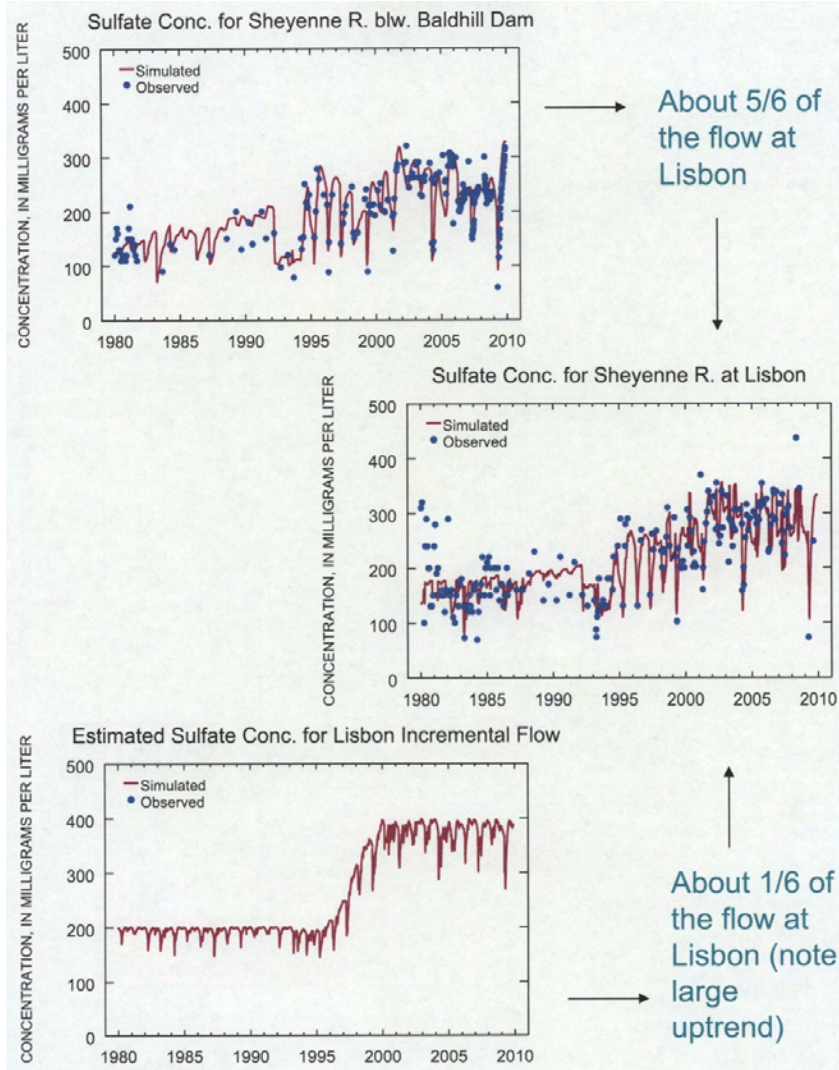 Sulfate Conc. for Sheyenne R. blw. Baldhill Dam
CONCENTRATION, IN MILLIGRAMS PER LITER
500
400
300
200
100
0
Simulated
Observed
1980 1985 1990 1995 2000 2005 2010
About 5/6 of
the flow at
Lisbon
Sulfate Conc. for Sheyenne R. at Lisbon
CONCENTRATION, IN MILLIGRAMS PER LITER
500
400
300
200
100
0
Simulated
Observed
1980 1985 1990 1995 2000 2005 2010
Estimated Sulfate Conc. for Lisbon Incremental Flow
CONCENTRATION, IN MILLIGRAMS PER LITER
500
400
300
200
100
0
Simulated
Observed
1980 1985 1990 1995 2000 2005 2010
About 1/6 of
the flow at
Lisbon (note
large
uptrend)